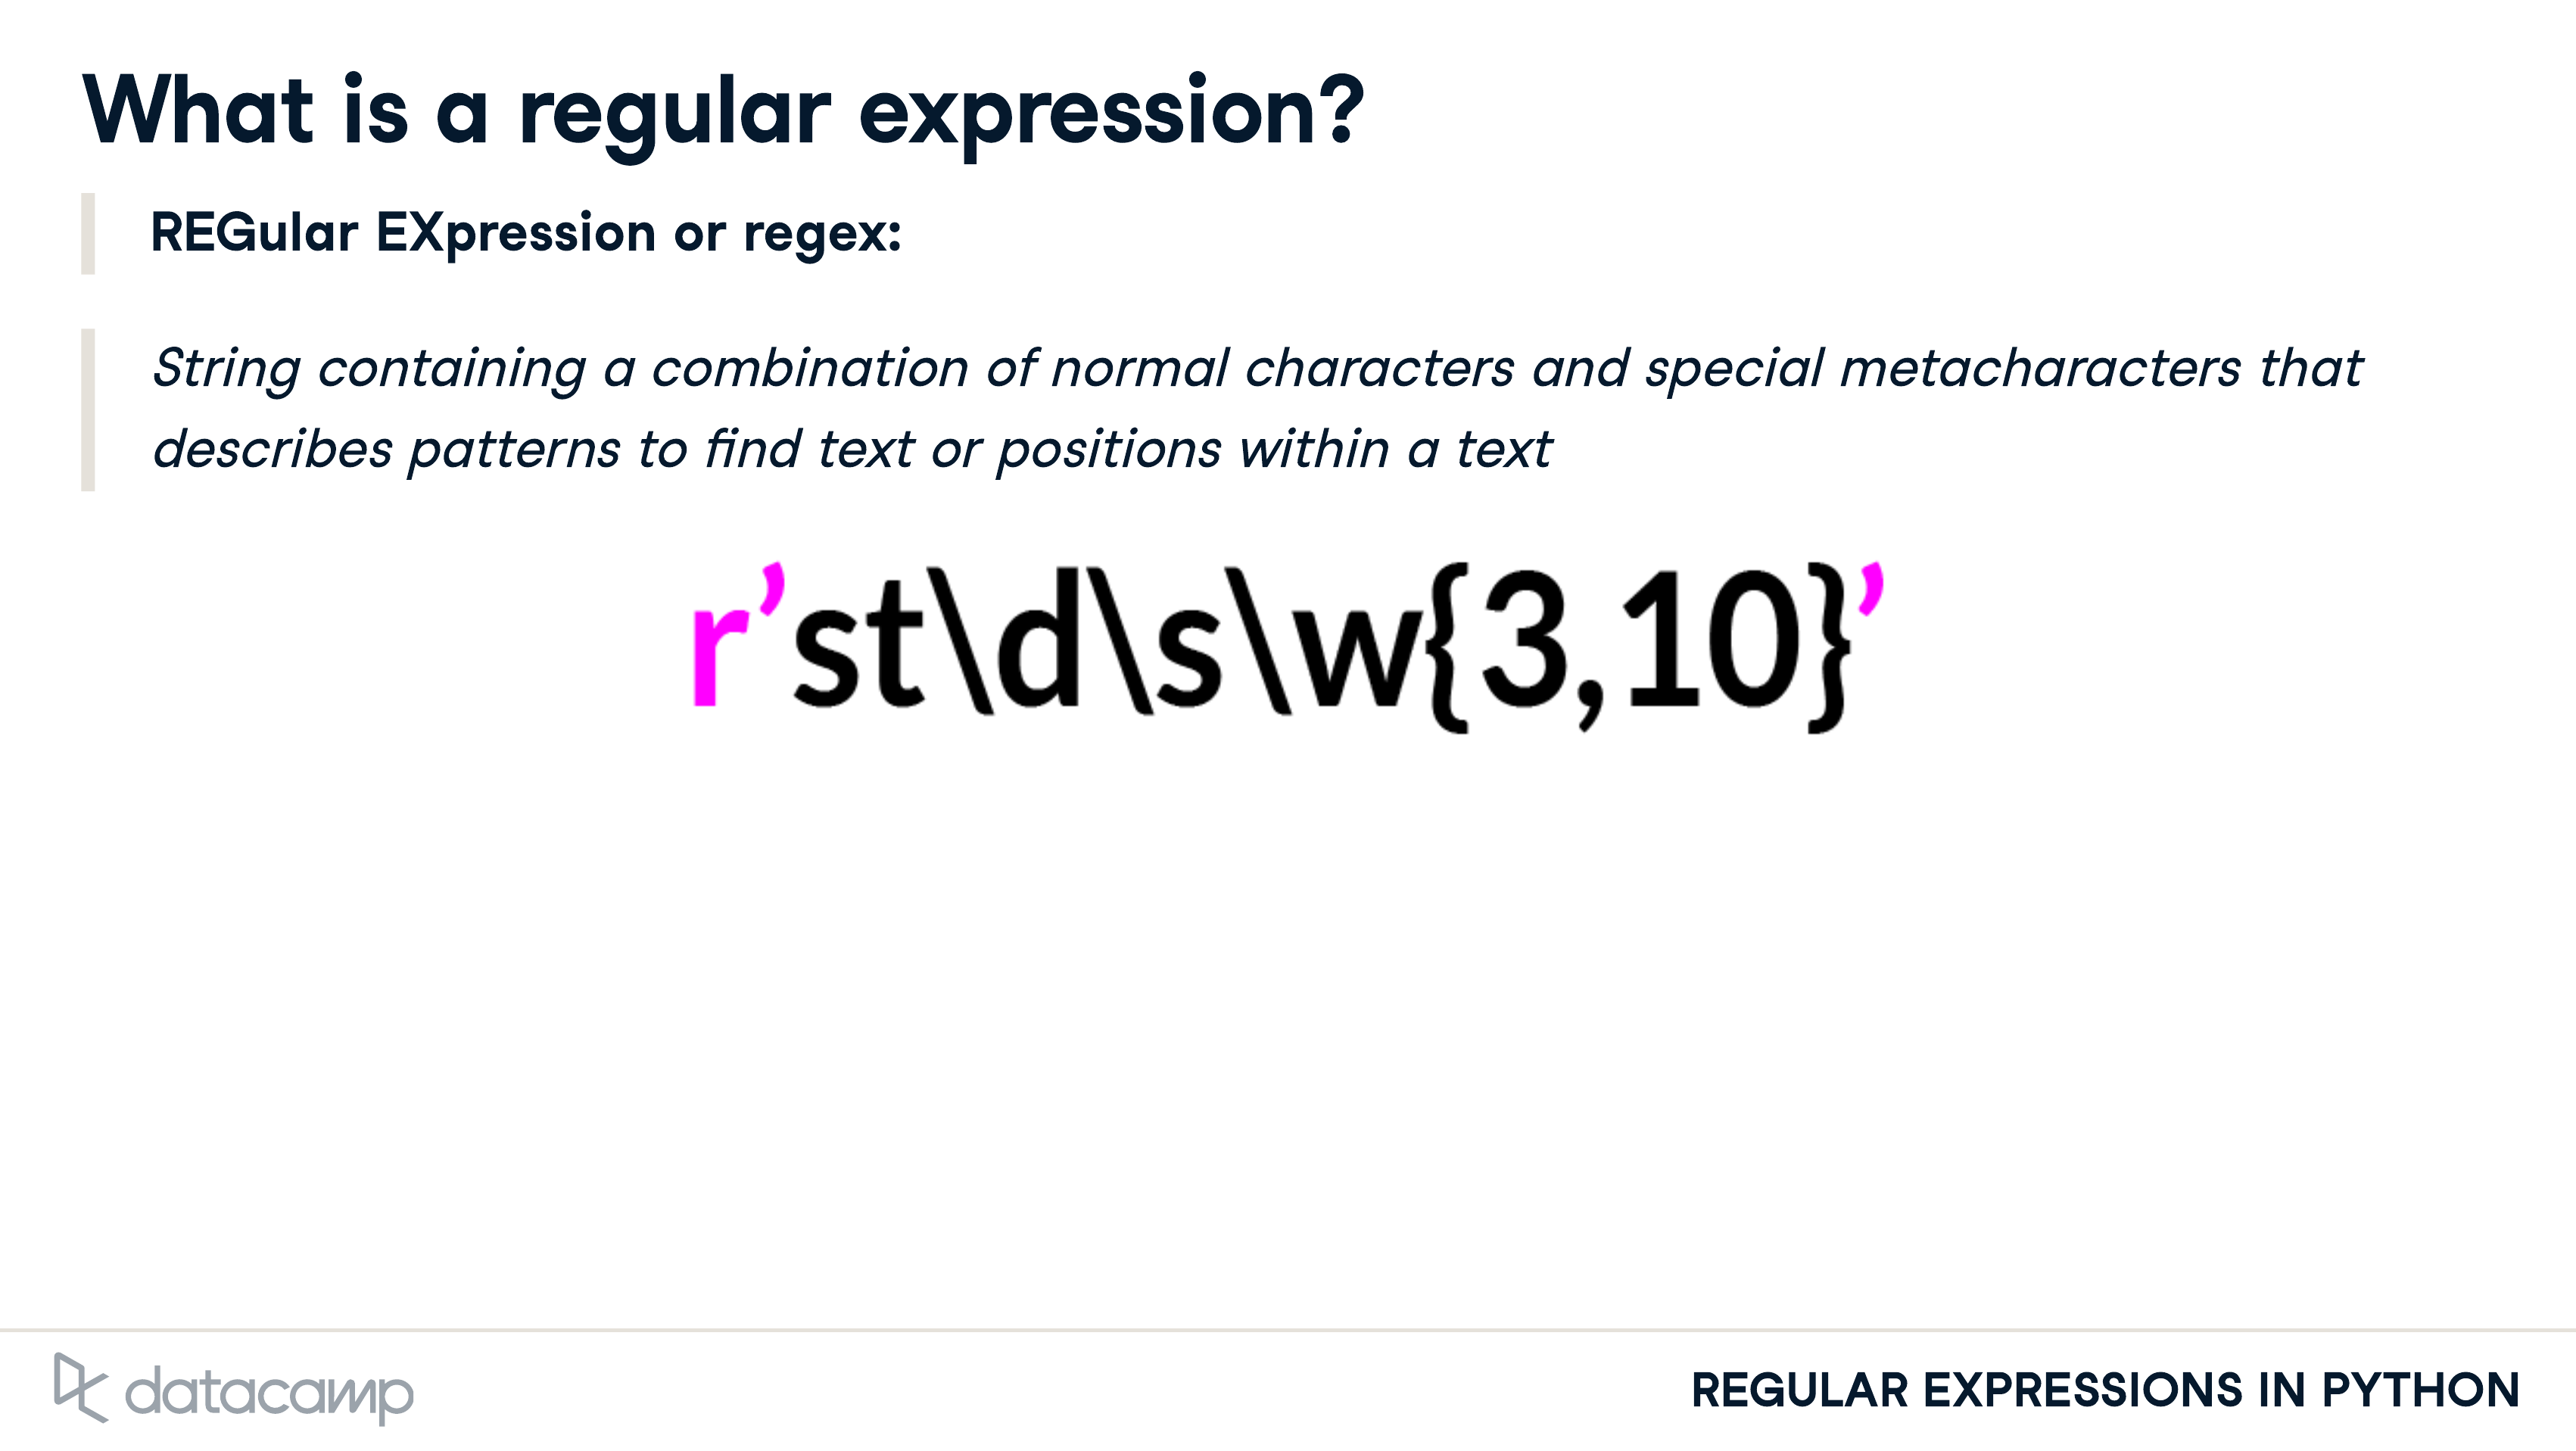 What is a regular expression?
REGular EXpression or regex:
String containing a combination of normal characters and special metacharacters that
describes patterns to find text or positions within a text
r’st\d\s\w{3,10}’
datacamp
REGULAR EXPRESSIONS IN PYTHON